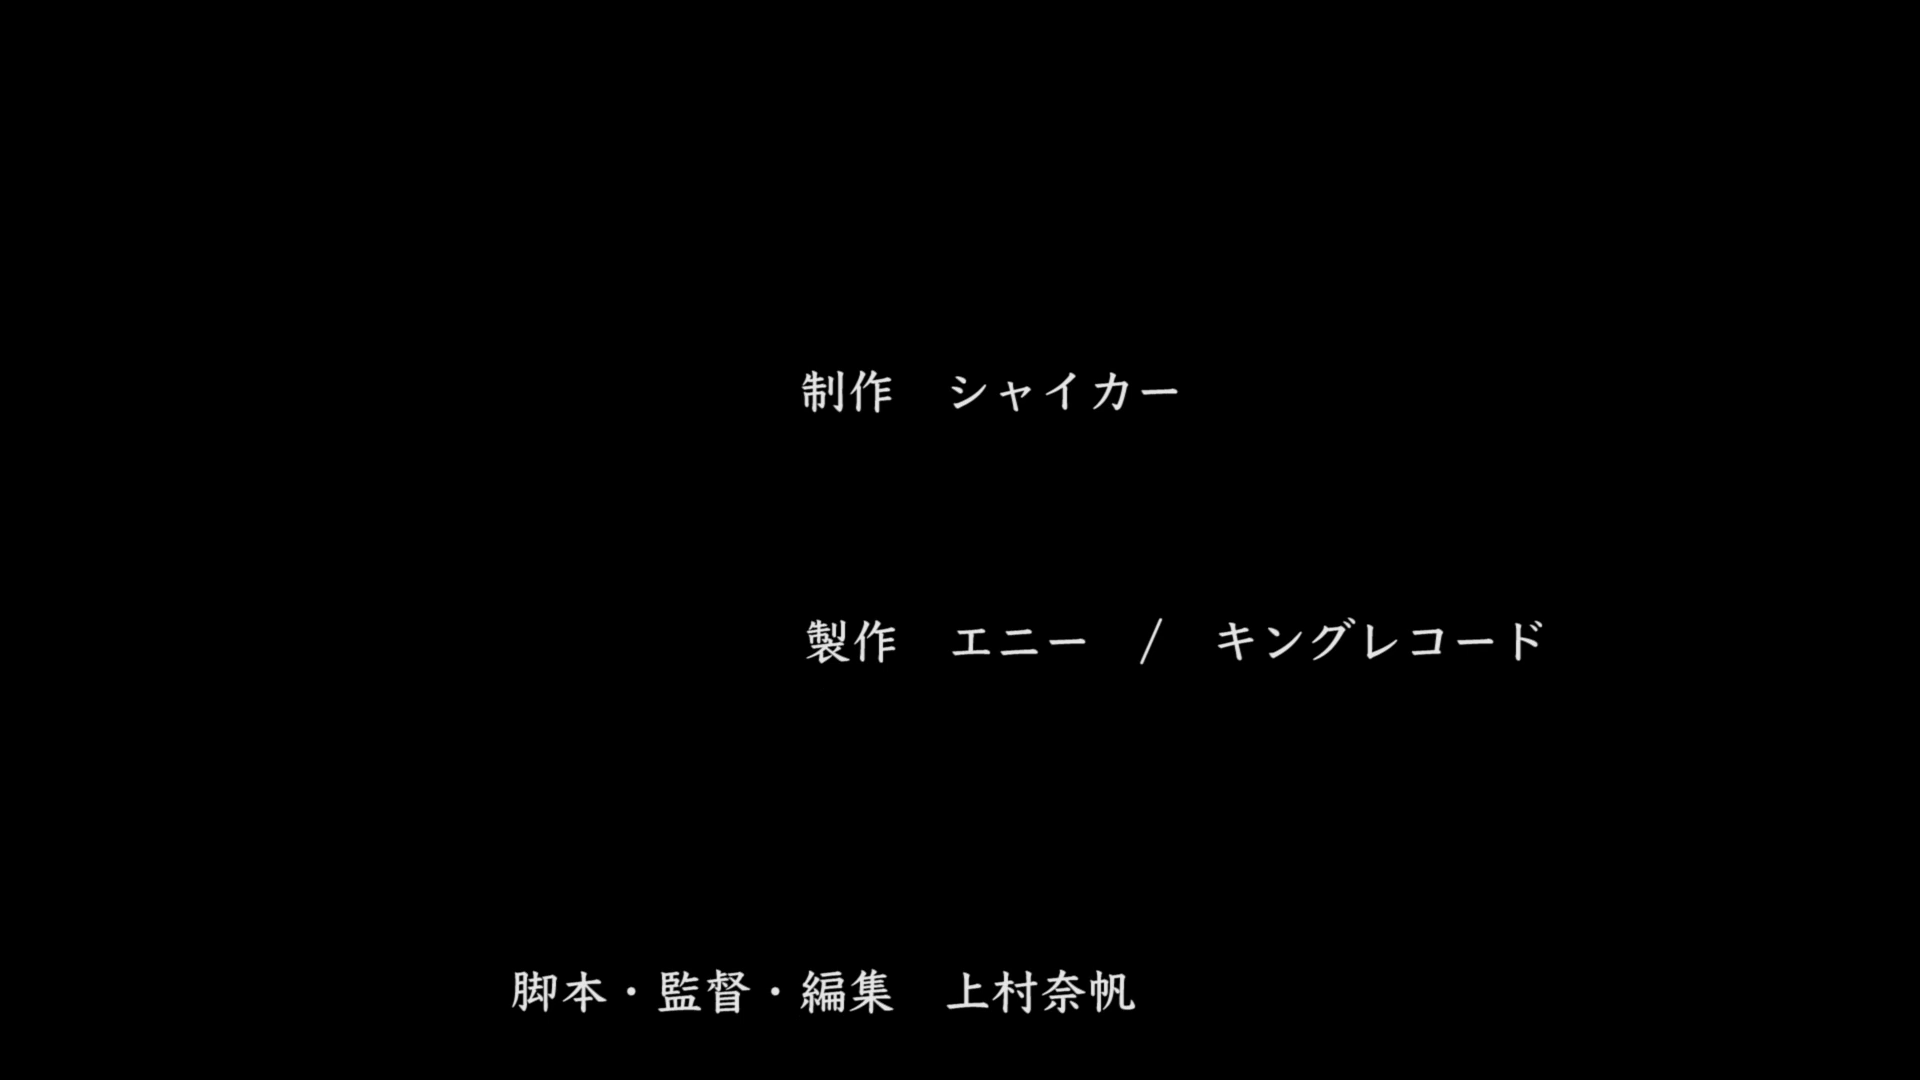 制作　シャイカー
製作　エニー　/　キングレコード
脚本・監督・編集　上村奈帆